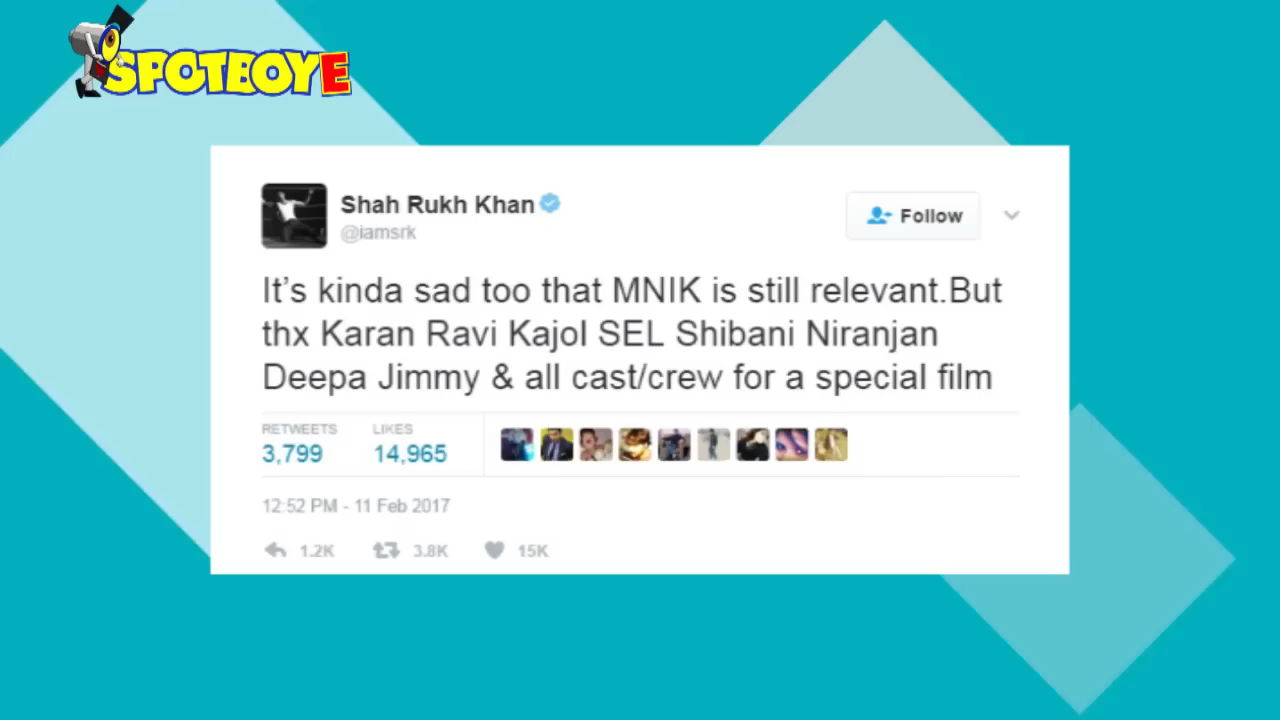 SPOTBOYE
Shah Rukh Khan
@iamsrk
Follow
It’s kinda sad too that MNIK is still relevant.But
thx Karan Ravi Kajol SEL Shibani Niranjan
Deepa Jimmy & all cast/crew for a special film
RETWEETS LIKES
3,799 14,965
12:52 PM - 11 Feb 2017
1.2K 3.8K 15K